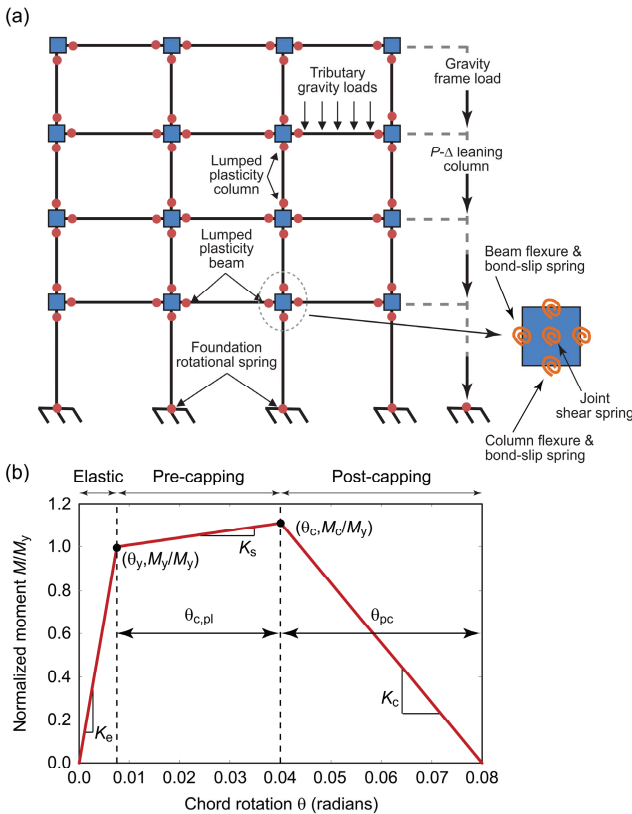 (a)
Tributary
gravity loads
Gravity
frame load
P-Δ leaning
column
Lumped
plasticity
column
Lumped
plasticity
beam
Beam flexure &
bond-slip spring
Foundation
rotational spring
Joint
shear spring
Column flexure &
bond-slip spring
(b)
Elastic
Pre-capping
Post-capping
1.2
1.0
0.8
0.6
0.4
0.2
0.0
Normalized moment M/My
(θy,My/My)
(θc,Mc/My)
Ks
θc,pl
θpc
Kc
Ke
0.0
0.01
0.02
0.03
0.04
0.05
0.06
0.07
0.08
Chord rotation θ (radians)